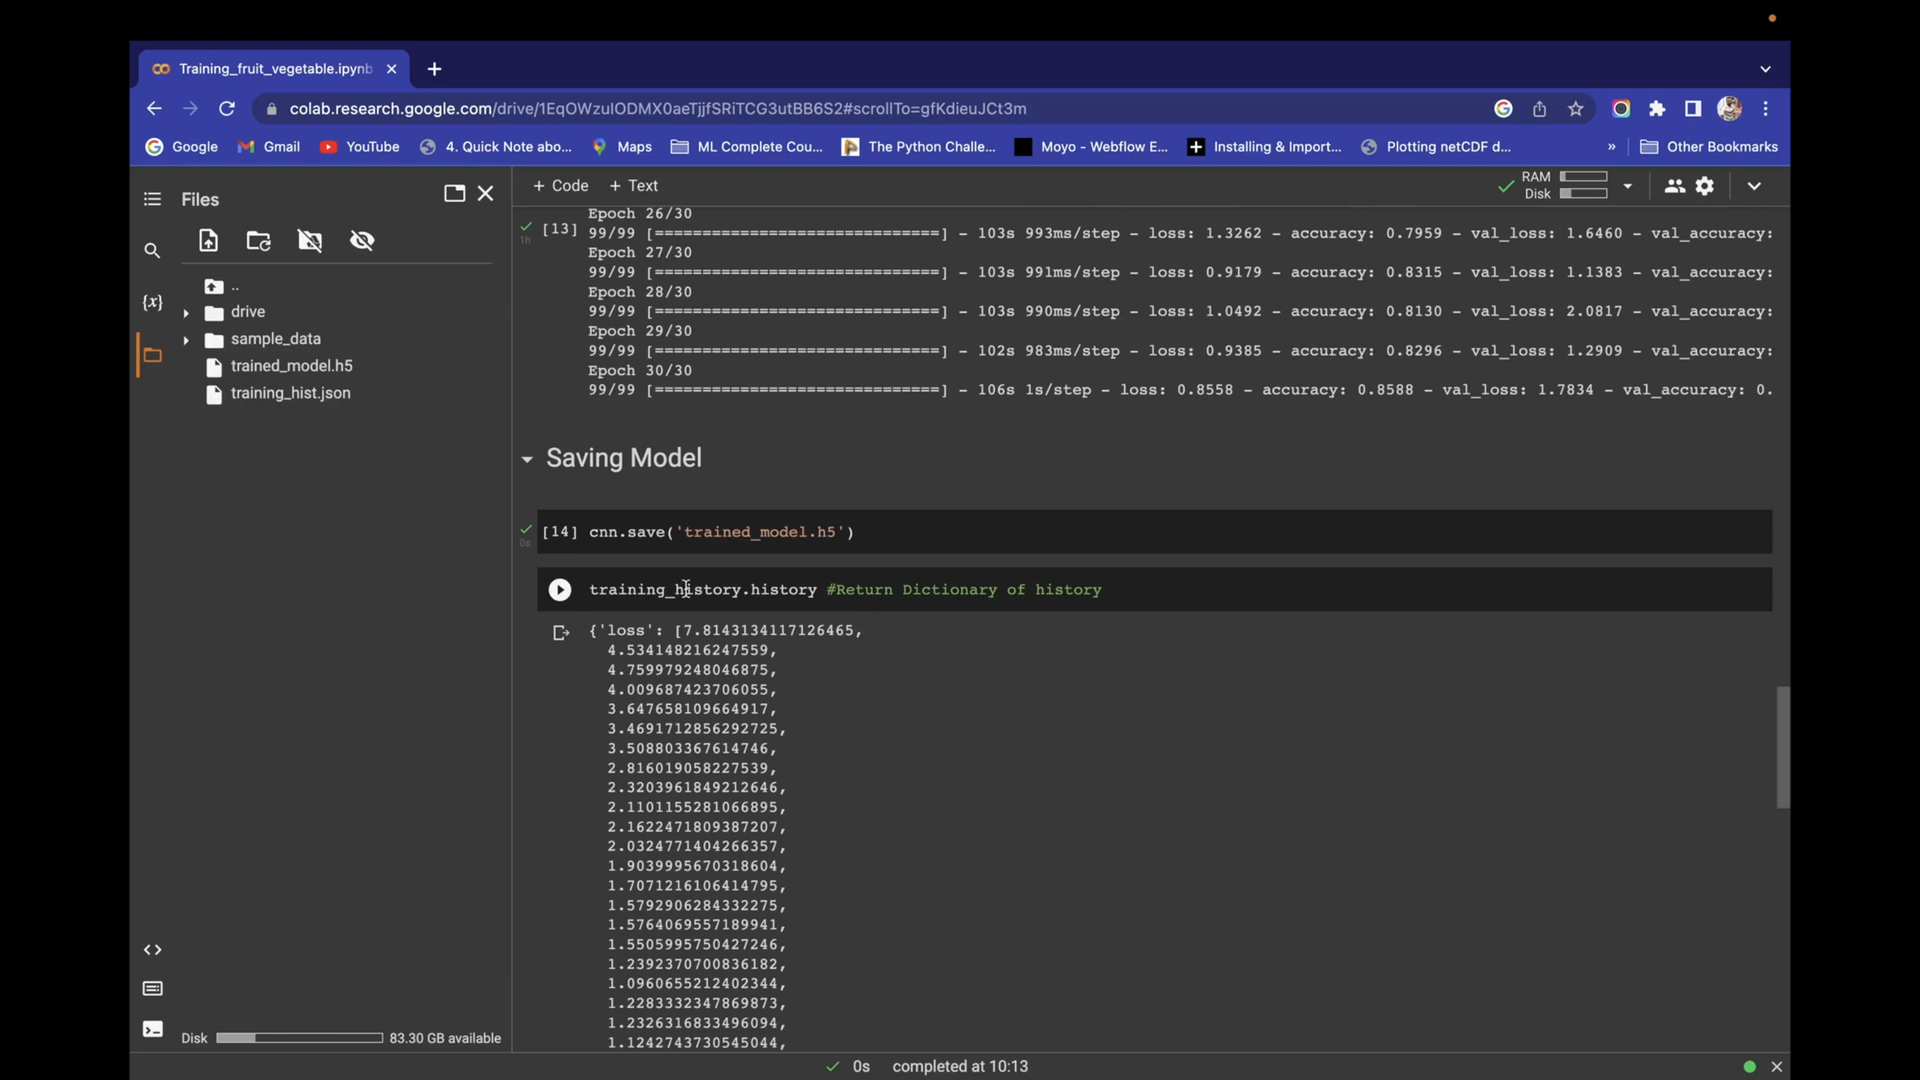 Training_fruit_vegetable.ipynb
colab.research.google.com/drive/1EqOWzuIODMX0aeTjjfSRiTCG3utBB6S2#scrollTo=gfKdieuJCt3m
Google Gmail YouTube 4. Quick Note abo... Maps ML Complete Cou... The Python Challe... Moyo - Webflow E... Installing & Import... Plotting netCDF d... » Other Bookmarks
Files
+ Code + Text
RAM
Disk
..
drive
sample_data
trained_model.h5
training_hist.json
{x}
[13]
1h
Epoch 26/30
99/99 [==============================] - 103s 993ms/step - loss: 1.3262 - accuracy: 0.7959 - val_loss: 1.6460 - val_accuracy:
Epoch 27/30
99/99 [==============================] - 103s 991ms/step - loss: 0.9179 - accuracy: 0.8315 - val_loss: 1.1383 - val_accuracy:
Epoch 28/30
99/99 [==============================] - 103s 990ms/step - loss: 1.0492 - accuracy: 0.8130 - val_loss: 2.0817 - val_accuracy:
Epoch 29/30
99/99 [==============================] - 102s 983ms/step - loss: 0.9385 - accuracy: 0.8296 - val_loss: 1.2909 - val_accuracy:
Epoch 30/30
99/99 [==============================] - 106s 1s/step - loss: 0.8558 - accuracy: 0.8588 - val_loss: 1.7834 - val_accuracy: 0.
Saving Model
[14] cnn.save('trained_model.h5')
0s
training_history.history #Return Dictionary of history
{'loss': [7.8143134117126465,
4.534148216247559,
4.759979248046875,
4.009687423706055,
3.647658109664917,
3.4691712856292725,
3.508803367614746,
2.816019058227539,
2.3203961849212646,
2.1101155281066895,
2.1622471809387207,
2.0324771404266357,
1.9039995670318604,
1.7071216106414795,
1.5792906284332275,
1.5764069557189941,
1.5505995750427246,
1.2392370700836182,
1.0960655212402344,
1.2283332347869873,
1.2326316833496094,
1.1242743730545044,
Disk 83.30 GB available
0s completed at 10:13